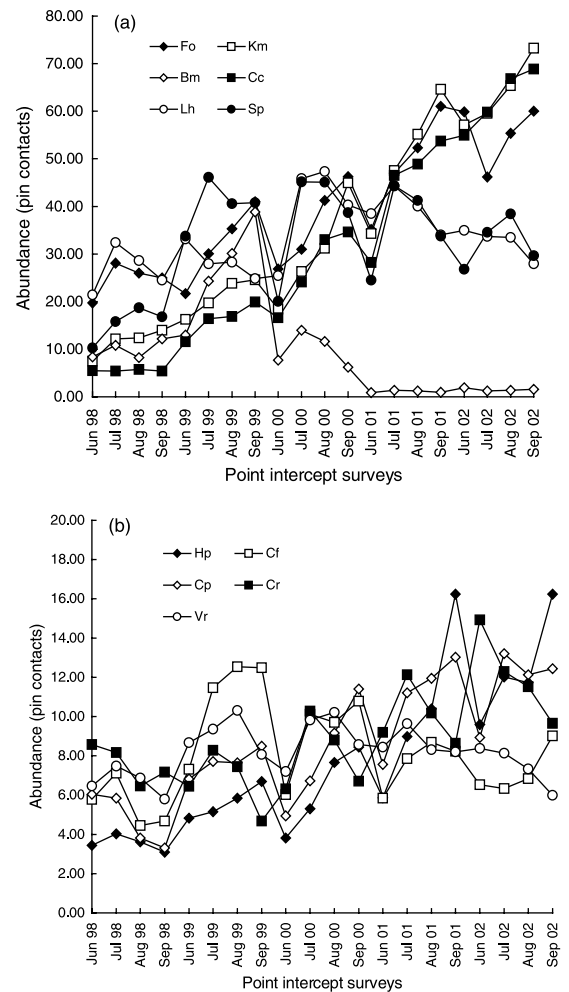 (a)
80.00
70.00
60.00
50.00
40.00
30.00
20.00
10.00
0.00
Abundance (pin contacts)
Fo Km
Bm Cc
Lh Sp
Jun 98 Jul 98 Aug 98 Sep 98 Jun 99 Jul 99 Aug 99 Sep 99 Jun 00 Jul 00 Aug 00 Sep 00 Jun 01 Jul 01 Aug 01 Sep 01 Jun 02 Jul 02 Aug 02 Sep 02
Point intercept surveys
(b)
20.00
18.00
16.00
14.00
12.00
10.00
8.00
6.00
4.00
2.00
0.00
Abundance (pin contacts)
Hp Cf
Cp Cr
Vr
Jun 98 Jul 98 Aug 98 Sep 98 Jun 99 Jul 99 Aug 99 Sep 99 Jun 00 Jul 00 Aug 00 Sep 00 Jun 01 Jul 01 Aug 01 Sep 01 Jun 02 Jul 02 Aug 02 Sep 02
Point intercept surveys